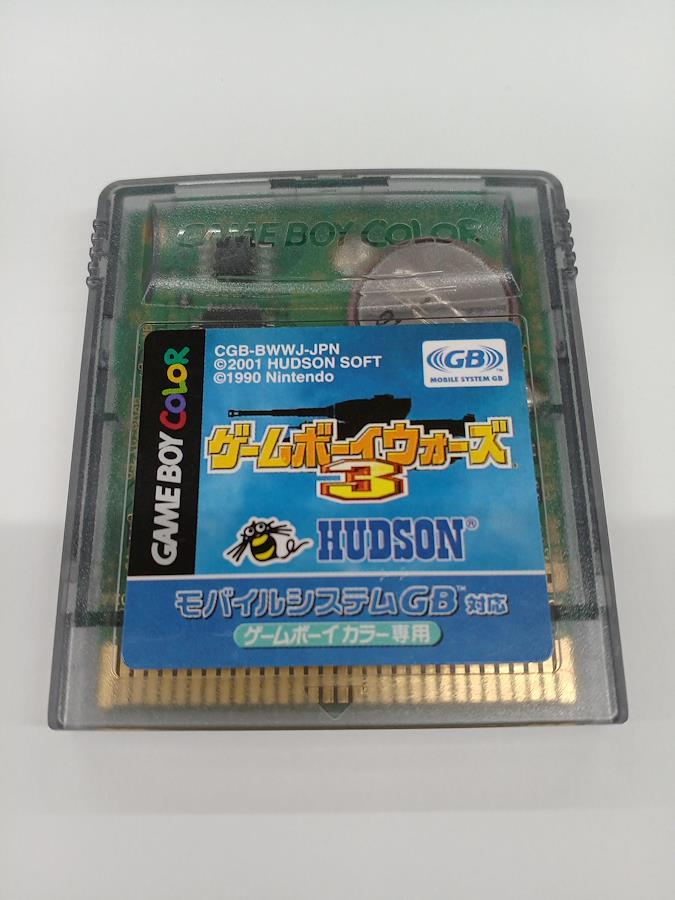 GAME BOY COLOR
CGB-BWWJ-JPN
©2001 HUDSON SOFT
©1990 Nintendo
GB™
MOBILE SYSTEM GB
GAME BOY COLOR
ゲームボーイウォーズ
3
HUDSON®
モバイルシステムGB™対応
ゲームボーイカラー専用